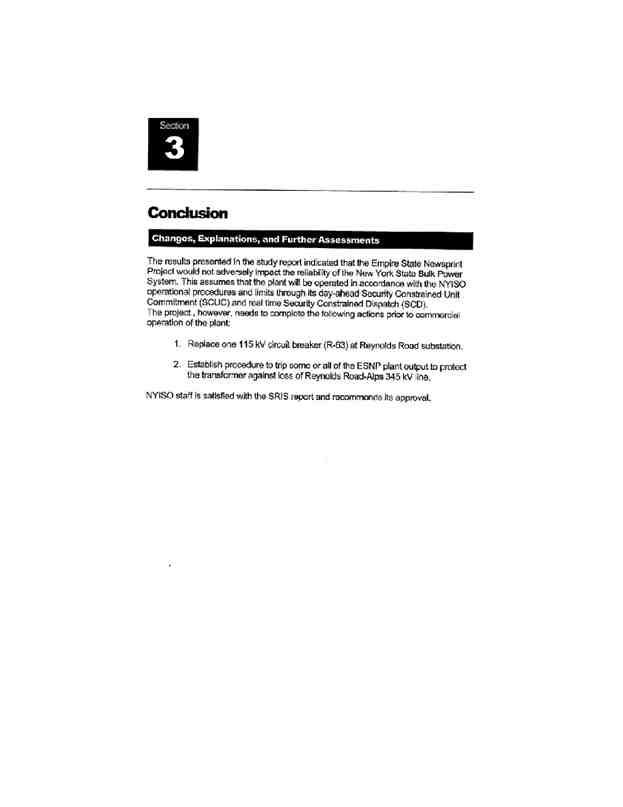 Section
3
Conclusion
Changes, Explanations, and Further Assessments
The results presented in the study report indicated that the Empire State Newsprint
Project would not adversely impact the reliability of the New York State Bulk Power
System. This assumes that the plant will be operated in accordance with the NYISO
operational procedures and limits through its day-ahead Security Constrained Unit
Commitment (SCUC) and real time Security Constrained Dispatch (SCD).
The project , however, needs to complete the following actions prior to commercial
operation of the plant:
1. Replace one 115 kV circuit breaker (R-63) at Reynolds Road substation.
2. Establish procedure to trip some or all of the ESNP plant output to protect
the transformer against loss of Reynolds Road-Alps 345 kV line.
NYISO staff is satisfied with the SRIS report and recommends its approval.